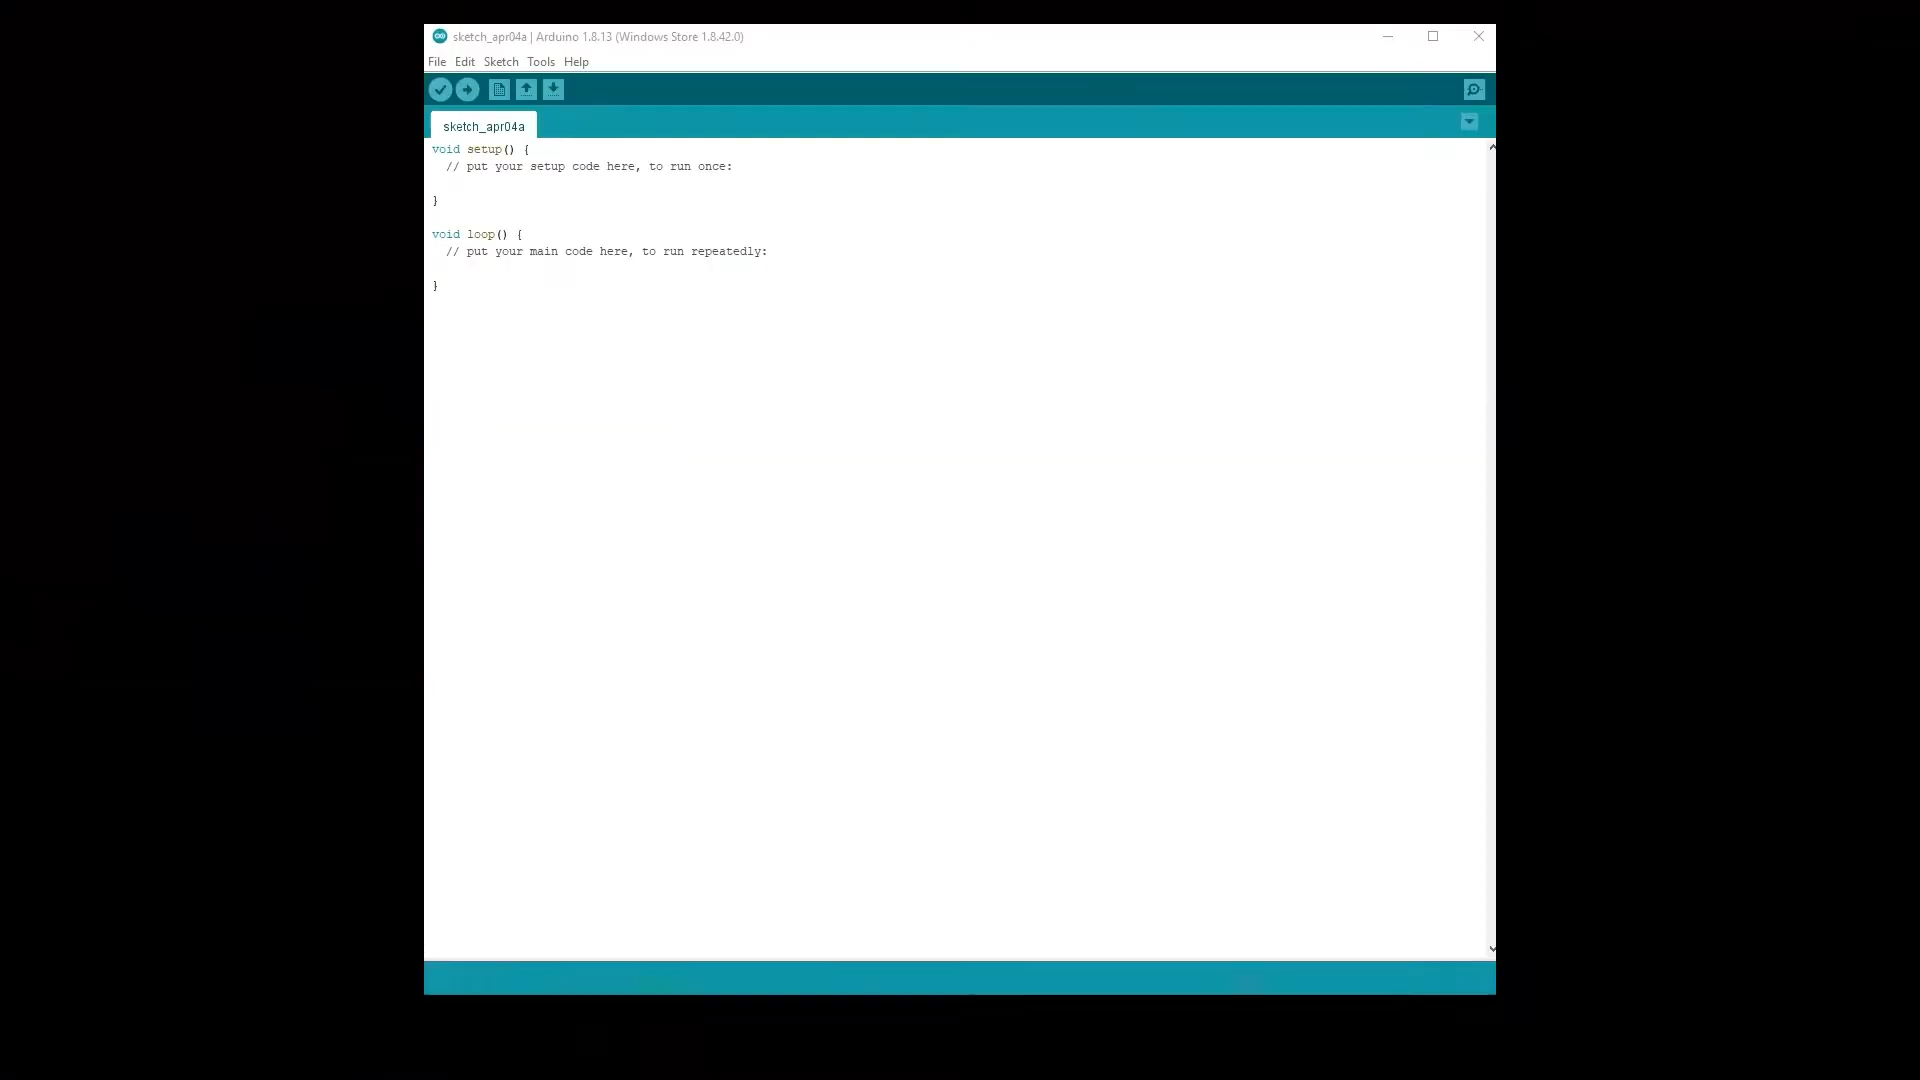 sketch_apr04a | Arduino 1.8.13 (Windows Store 1.8.42.0)
File Edit Sketch Tools Help
sketch_apr04a
void setup() {
  // put your setup code here, to run once:
}
void loop() {
  // put your main code here, to run repeatedly:
}